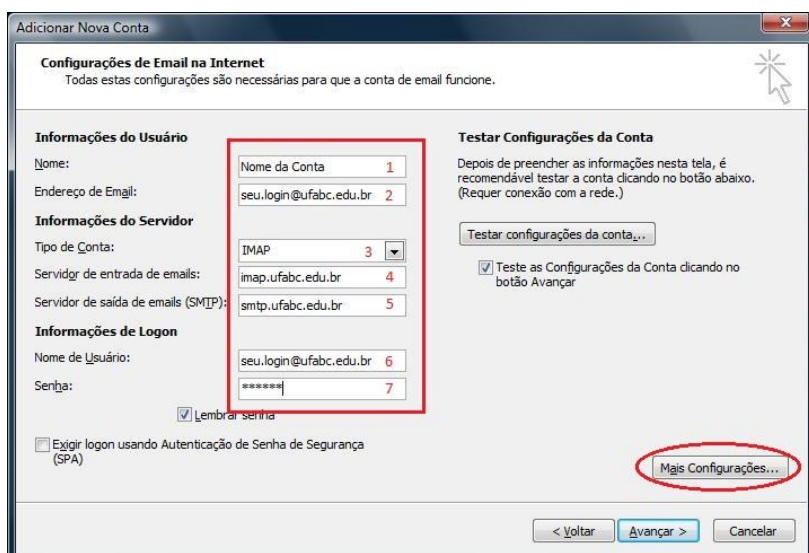 Adicionar Nova Conta
Configurações de Email na Internet
Todas estas configurações são necessárias para que a conta de email funcione.
Informações do Usuário
Nome:
Nome da Conta 1
Endereço de Email:
seu.login@ufabc.edu.br 2
Informações do Servidor
Tipo de Conta:
IMAP 3
Servidor de entrada de emails:
imap.ufabc.edu.br 4
Servidor de saída de emails (SMTP):
smtp.ufabc.edu.br 5
Informações de Logon
Nome de Usuário:
seu.login@ufabc.edu.br 6
Senha:
****** 7
Lembrar senha
Exigir logon usando Autenticação de Senha de Segurança
(SPA)
Testar Configurações da Conta
Depois de preencher as informações nesta tela, é
recomendável testar a conta clicando no botão abaixo.
(Requer conexão com a rede.)
Testar configurações da conta...
Teste as Configurações da Conta clicando no
botão Avançar
Mais Configurações...
< Voltar
Avançar >
Cancelar